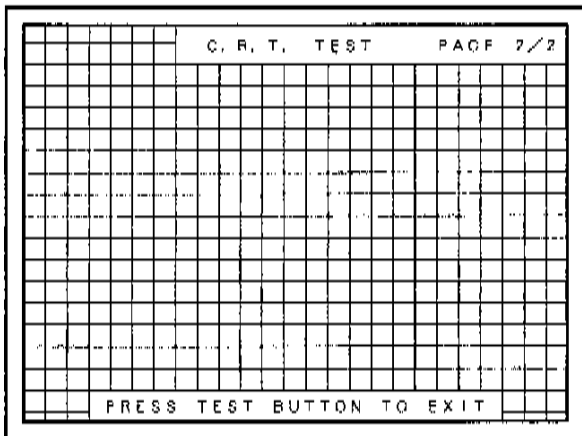 C. R. T. TEST PAGE 2/2
PRESS TEST BUTTON TO EXIT